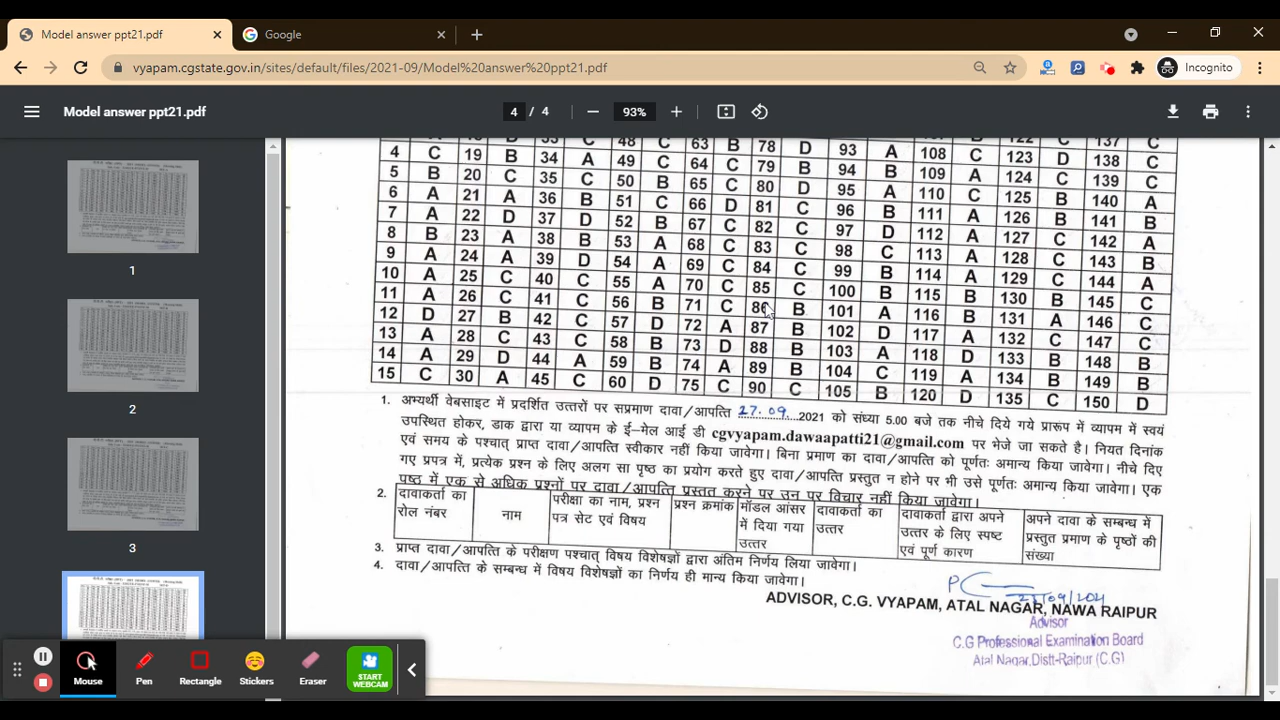 Model answer ppt21.pdf
Google
vyapam.cgstate.gov.in/sites/default/files/2021-09/Model%20answer%20ppt21.pdf
Incognito
Model answer ppt21.pdf
4 / 4
93%
1
2
3
48 C 63 B 78 D 93 A 108 C 123 D 138 C
4 C 19 B 34 A 49 C 64 C 79 B 94 B 109 A 124 C 139 C
5 B 20 C 35 C 50 B 65 C 80 D 95 A 110 C 125 B 140 A
6 A 21 A 36 B 51 C 66 D 81 C 96 B 111 A 126 B 141 B
7 A 22 D 37 D 52 B 67 C 82 C 97 D 112 A 127 C 142 A
8 B 23 A 38 B 53 A 68 C 83 C 98 C 113 A 128 C 143 B
9 A 24 A 39 D 54 A 69 C 84 C 99 B 114 A 129 C 144 A
10 A 25 C 40 C 55 A 70 C 85 C 100 B 115 B 130 B 145 C
11 A 26 C 41 C 56 B 71 C 86 B 101 A 116 B 131 A 146 C
12 D 27 B 42 C 57 D 72 A 87 B 102 D 117 A 132 C 147 C
13 A 28 C 43 C 58 B 73 D 88 B 103 A 118 D 133 B 148 B
14 A 29 D 44 A 59 B 74 A 89 B 104 C 119 A 134 B 149 B
15 C 30 A 45 C 60 D 75 C 90 C 105 B 120 D 135 C 150 D
1. अभ्यर्थी वेबसाइट में प्रदर्शित उत्तरों पर सप्रमाण दावा/आपत्ति 27.09...2021 को संध्या 5.00 बजे तक नीचे दिये गये प्रारूप में व्यापम में स्वयं
उपस्थित होकर, डाक द्वारा या व्यापम के ई-मेल आई डी cgvyapam.dawaapatti21@gmail.com पर भेजे जा सकते है। नियत दिनांक
एवं समय के पश्चात् प्राप्त दावा/आपत्ति स्वीकार नहीं किया जावेगा। बिना प्रमाण का दावा/आपत्ति को पूर्णतः अमान्य किया जावेगा। नीचे दिए
गए प्रपत्र में, प्रत्येक प्रश्न के लिए अलग सा पृष्ठ का प्रयोग करते हुए दावा/आपत्ति प्रस्तुत न होने पर भी उसे पूर्णतः अमान्य किया जावेगा। एक
पृष्ठ में एक से अधिक प्रश्नों पर दावा/आपत्ति प्रस्तुत करने पर उन पर विचार नहीं किया जावेगा।
2. दावाकर्ता का रोल नंबर
नाम
परीक्षा का नाम, प्रश्न पत्र सेट एवं विषय
प्रश्न क्रमांक
मॉडल आंसर में दिया गया उत्तर
दावाकर्ता का उत्तर
दावाकर्ता द्वारा अपने उत्तर के लिए स्पष्ट एवं पूर्ण कारण
अपने दावा के सम्बन्ध में प्रस्तुत प्रमाण के पृष्ठों की संख्या
3. प्राप्त दावा/आपत्ति के परीक्षण पश्चात् विषय विशेषज्ञों द्वारा अंतिम निर्णय लिया जावेगा।
4. दावा/आपत्ति के सम्बन्ध में विषय विशेषज्ञों का निर्णय ही मान्य किया जावेगा।
ADVISOR, C.G. VYAPAM, ATAL NAGAR, NAWA RAIPUR
Advisor
C.G Professional Examination Board
Atal Nagar,Distt-Raipur (C.G)
Mouse
Pen
Rectangle
Stickers
Eraser
START
WEBCAM